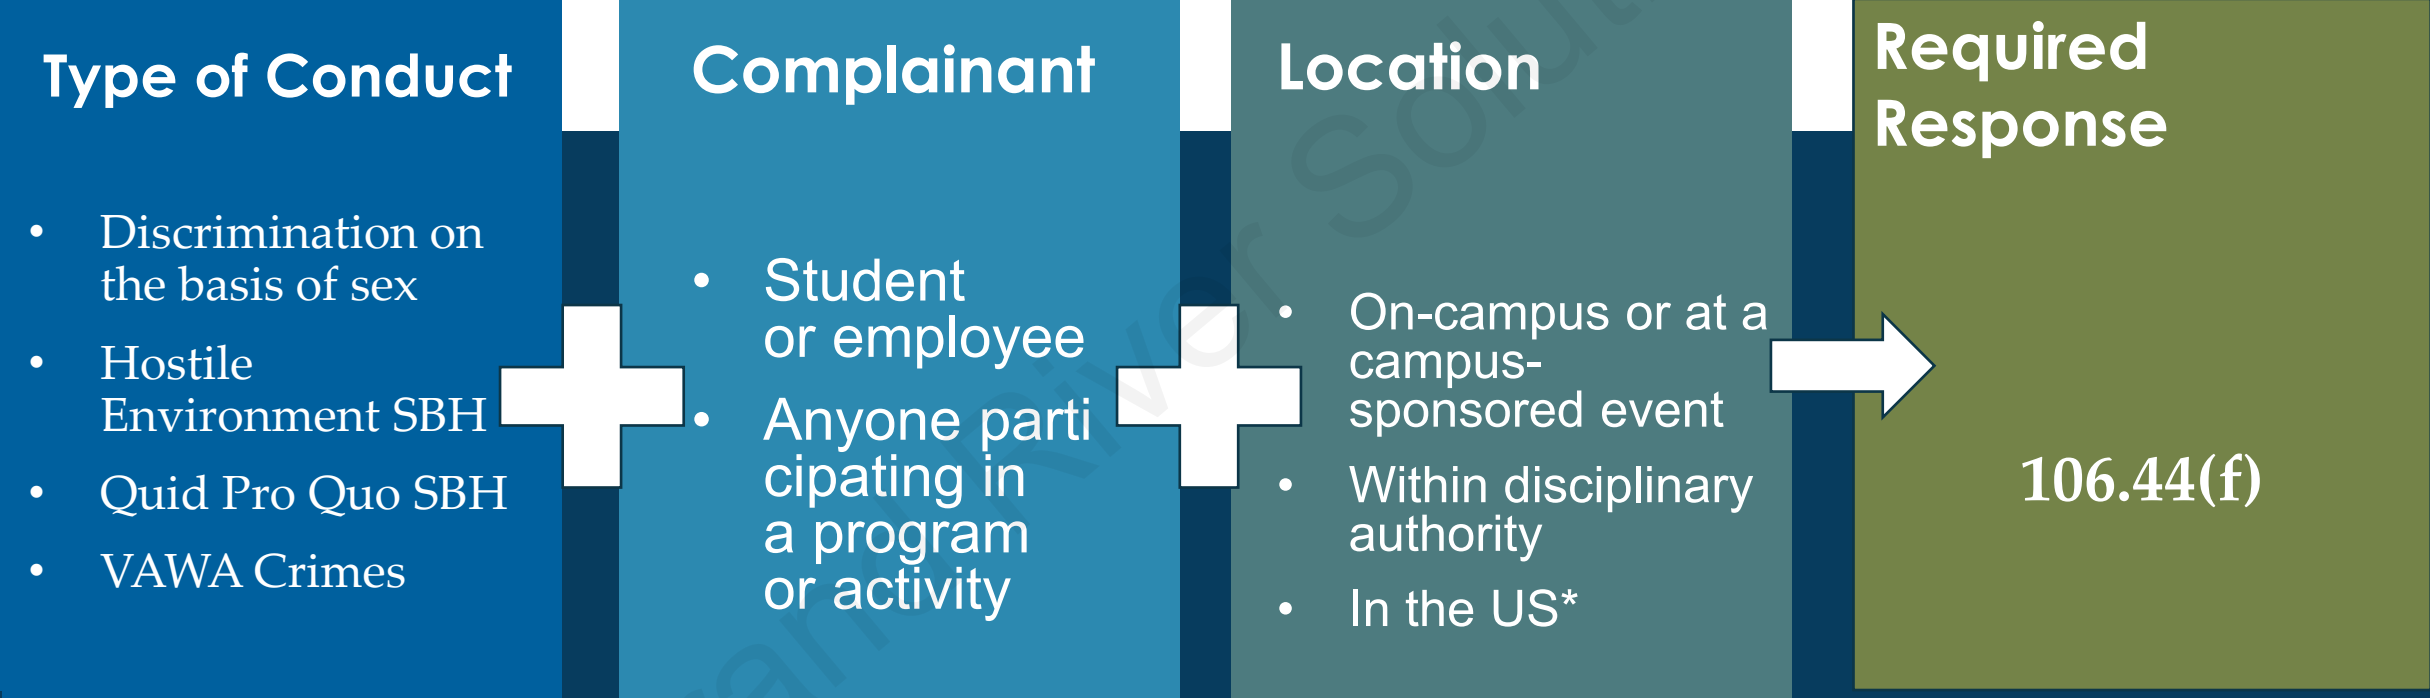 Type of Conduct
• Discrimination on
the basis of sex
• Hostile
Environment SBH
• Quid Pro Quo SBH
• VAWA Crimes
Complainant
• Student
or employee
• Anyone parti
cipating in
a program
or activity
Location
• On-campus or at a
campus-
sponsored event
• Within disciplinary
authority
• In the US*
Required
Response
106.44(f)
River